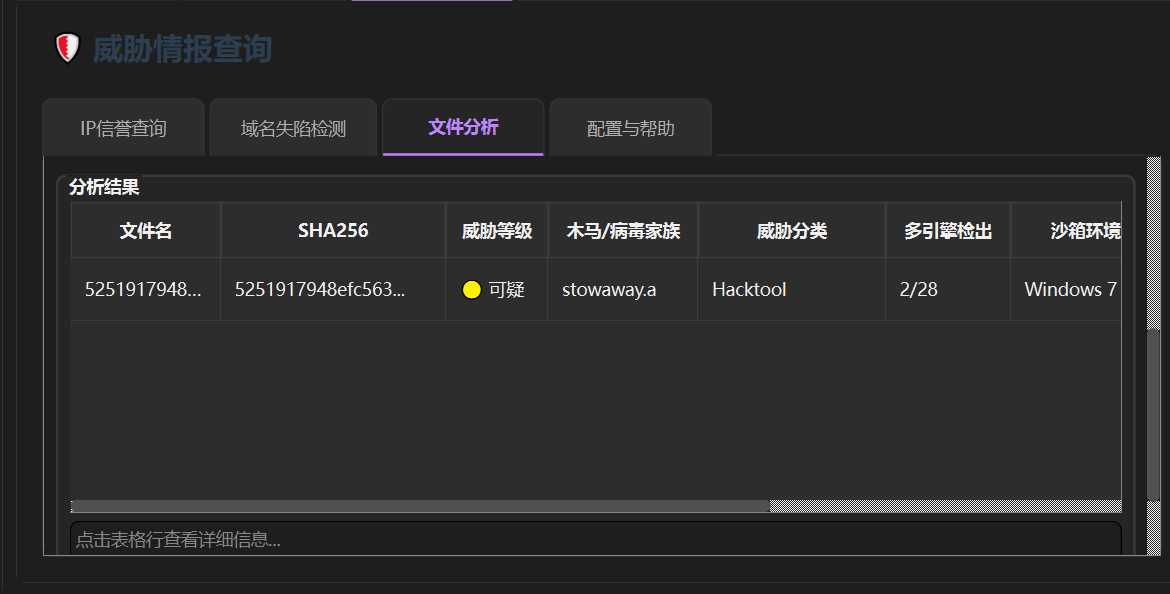 威胁情报查询
IP信誉查询 域名失陷检测 文件分析 配置与帮助
分析结果
文件名 SHA256 威胁等级 木马/病毒家族 威胁分类 多引擎检出 沙箱环境
5251917948... 5251917948efc563... 可疑 stowaway.a Hacktool 2/28 Windows 7
点击表格行查看详细信息...